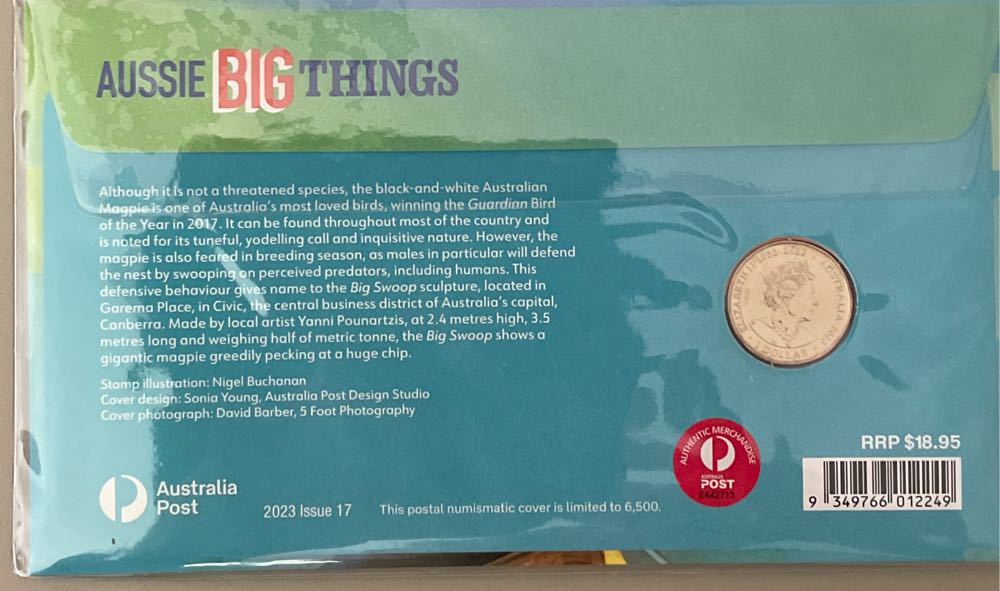 AUSSIE BIG THINGS
Although it is not a threatened species, the black-and-white Australian
Magpie is one of Australia's most loved birds, winning the Guardian Bird
of the Year in 2017. It can be found throughout most of the country and
is noted for its tuneful, yodelling call and inquisitive nature. However, the
magpie is also feared in breeding season, as males in particular will defend
the nest by swooping on perceived predators, including humans. This
defensive behaviour gives name to the Big Swoop sculpture, located in
Garema Place, in Civic, the central business district of Australia's capital,
Canberra. Made by local artist Yanni Pounartzis, at 2.4 metres high, 3.5
metres long and weighing half of metric tonne, the Big Swoop shows a
gigantic magpie greedily pecking at a huge chip.
Stamp illustration: Nigel Buchanan
Cover design: Sonia Young, Australia Post Design Studio
Cover photograph: David Barber, 5 Foot Photography
ELIZABETH II 1952-2022 · AUSTRALIA 2023
1 DOLLAR
AUTHENTIC MERCHANDISE
AUSTRALIA
POST
E442713
RRP $18.95
9 349766 012249
Australia
Post
2023 Issue 17
This postal numismatic cover is limited to 6,500.